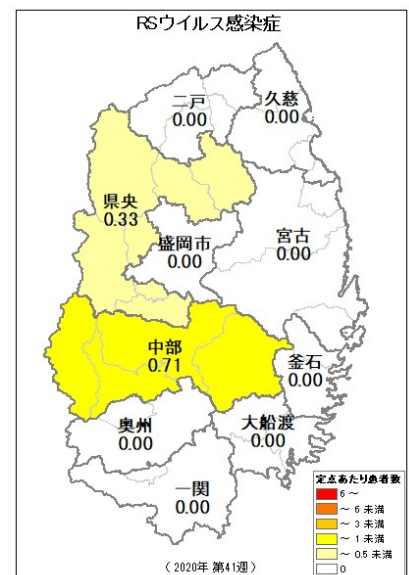 RSウイルス感染症
二戸
0.00
久慈
0.00
県央
0.33
盛岡市
0.00
宮古
0.00
中部
0.71
釜石
0.00
奥州
0.00
大船渡
0.00
一関
0.00
定点あたり患者数
6 ~
~ 6 未満
~ 3 未満
~ 1 未満
~ 0.5 未満
0
(2020年 第41週)